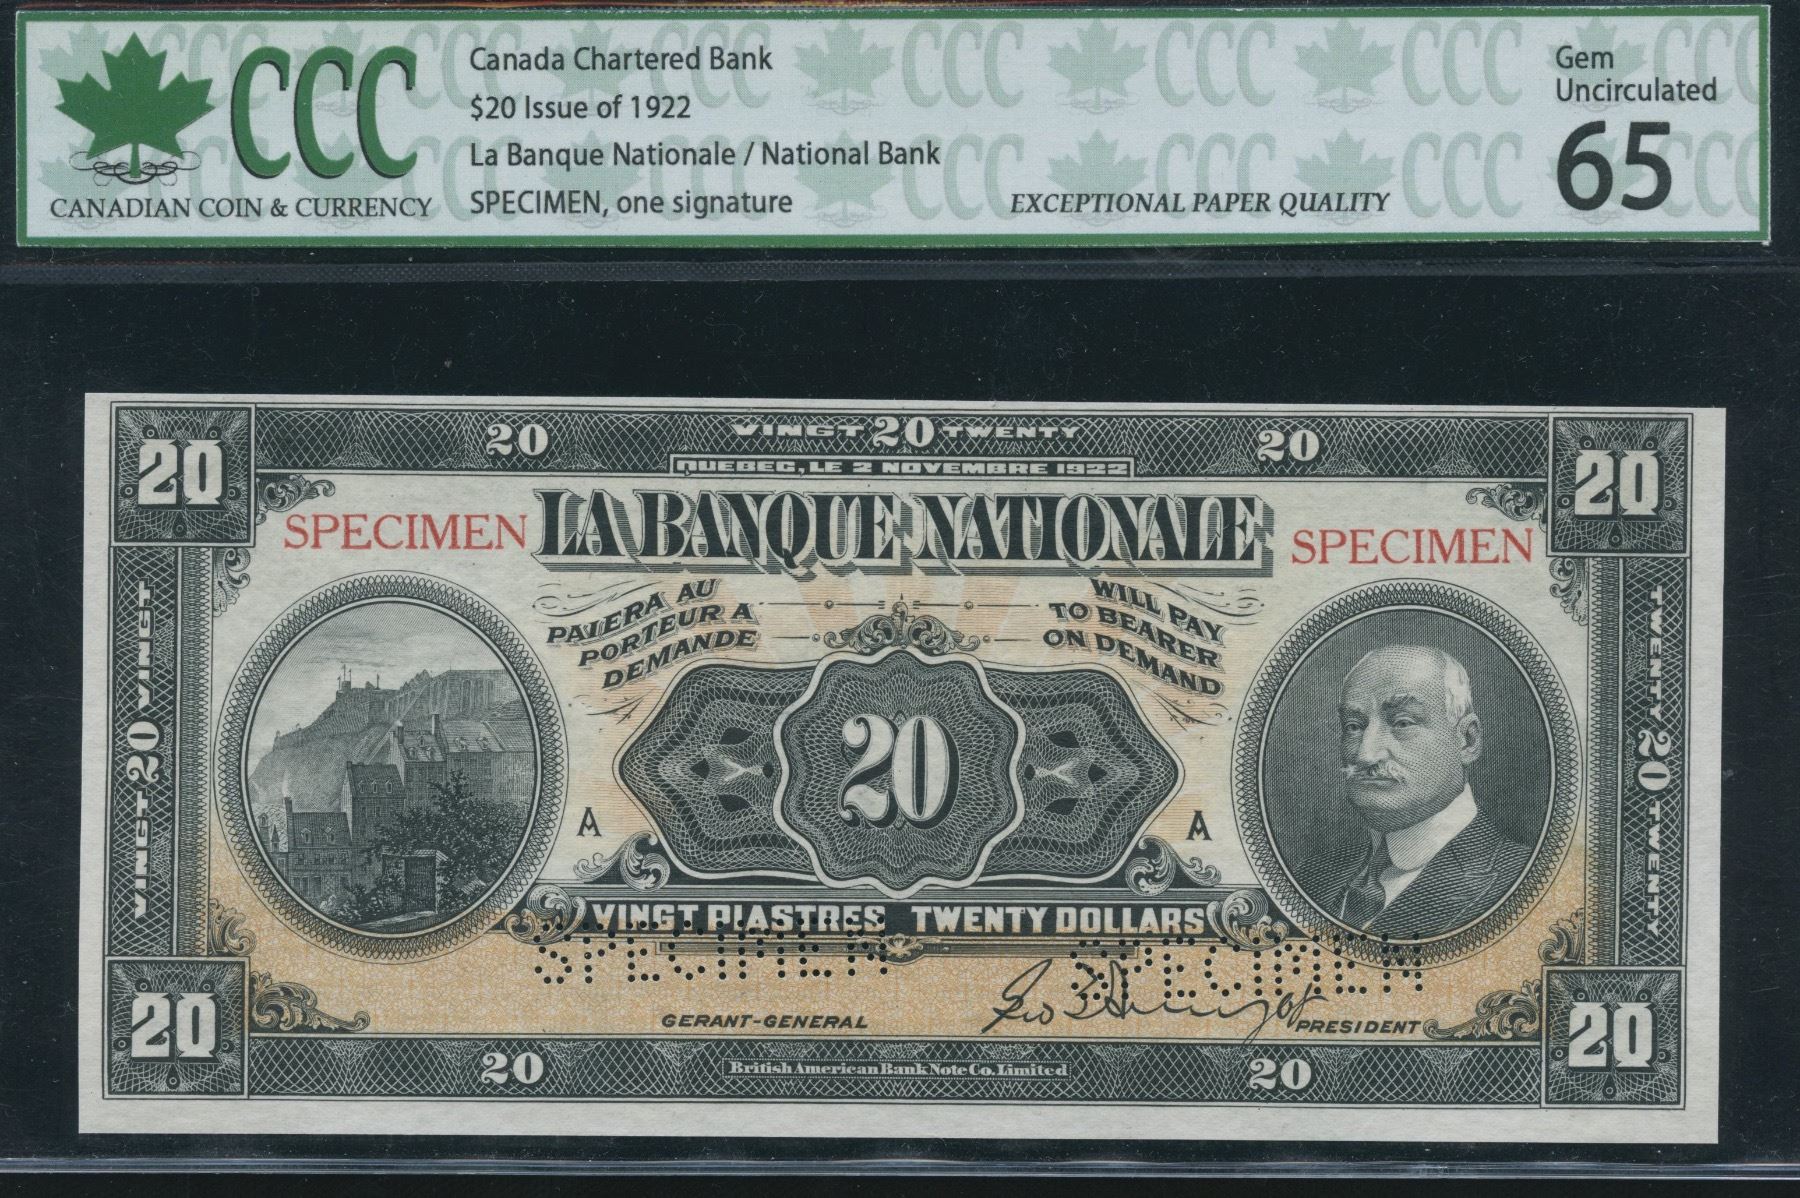 CCC
CANADIAN COIN & CURRENCY
Canada Chartered Bank
$20 Issue of 1922
La Banque Nationale / National Bank
SPECIMEN, one signature
EXCEPTIONAL PAPER QUALITY
Gem
Uncirculated
65
20 20 VINGT 20 TWENTY 20 20
QUEBEC, LE 2 NOVEMBRE 1922
SPECIMEN LA BANQUE NATIONALE SPECIMEN
PAIERA AU
PORTEUR A
DEMANDE
WILL PAY
TO BEARER
ON DEMAND
VINGT 20 VINGT
20
TWENTY 20 TWENTY
A A
VINGT PIASTRES TWENTY DOLLARS
SPECIMEN SPECIMEN
GERANT-GENERAL
PRESIDENT
20 20 20 20
British American Bank Note Co. Limited